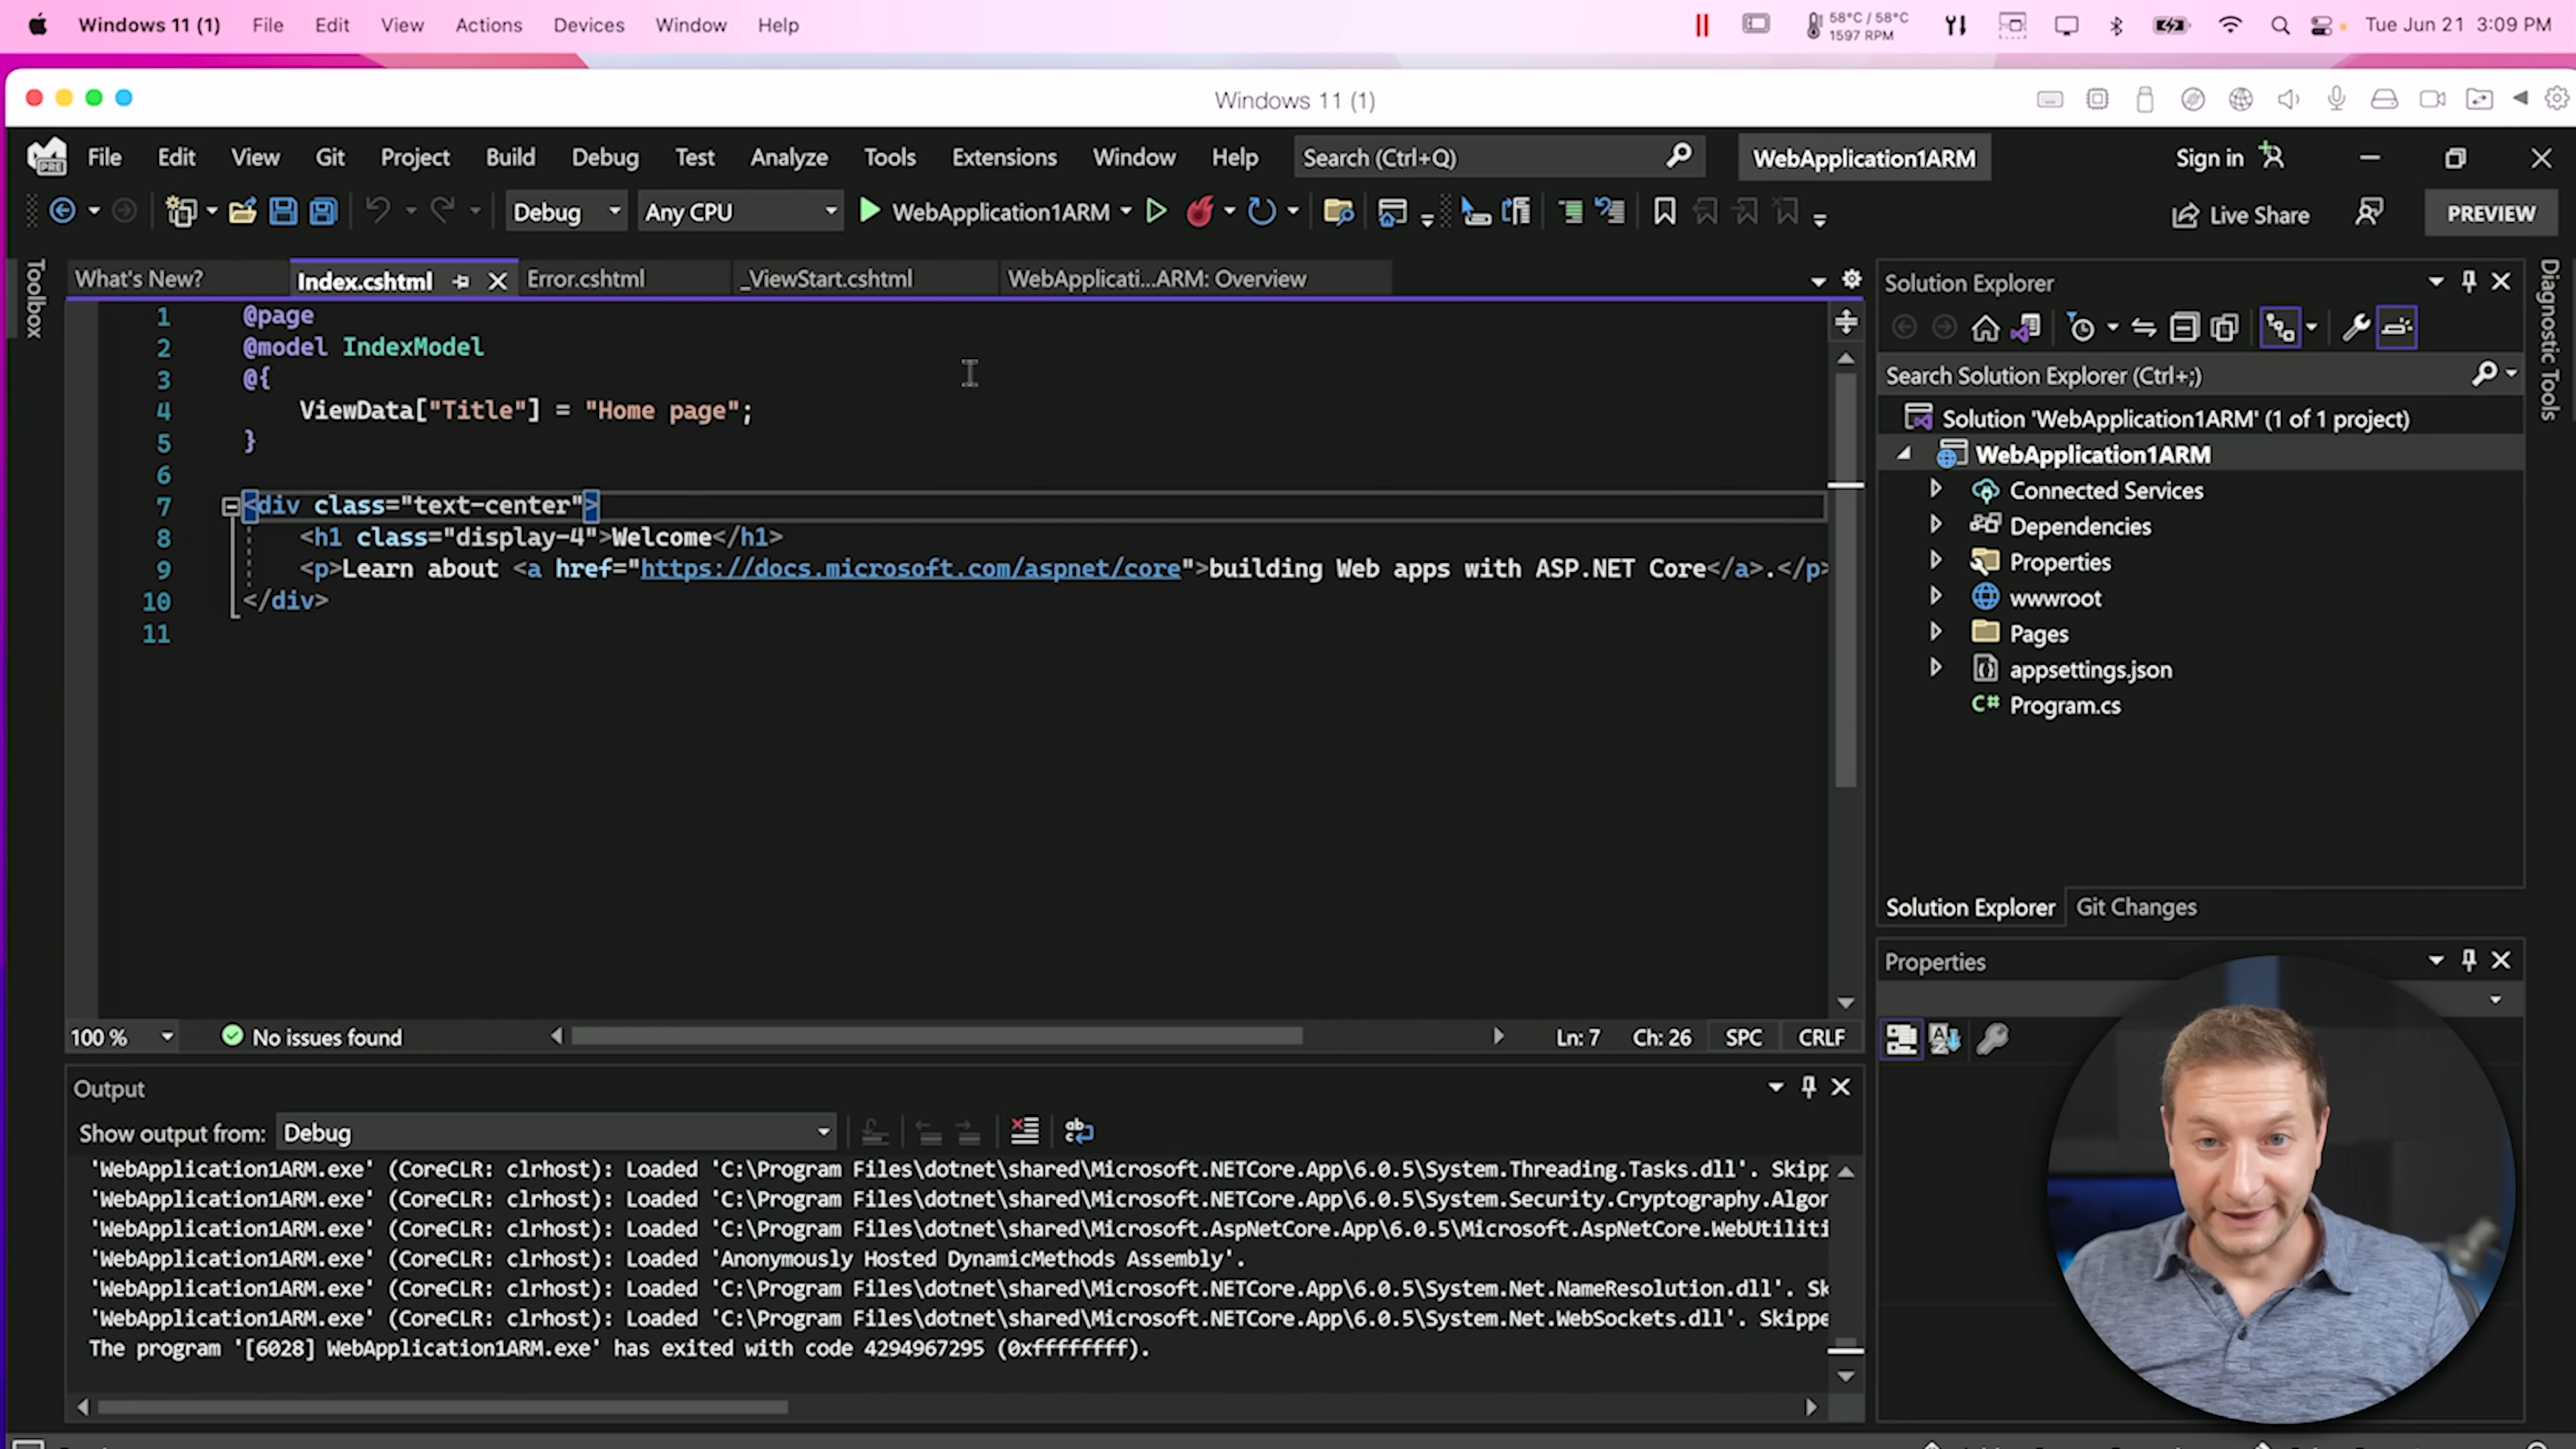 Windows 11 (1) File Edit View Actions Devices Window Help
58°C / 58°C
1597 RPM
Tue Jun 21 3:09 PM
Windows 11 (1)
PRE
File Edit View Git Project Build Debug Test Analyze Tools Extensions Window Help Search (Ctrl+Q) WebApplication1ARM Sign in
Debug Any CPU WebApplication1ARM Live Share PREVIEW
Toolbox
What's New? Index.cshtml Error.cshtml _ViewStart.cshtml WebApplicati...ARM: Overview
1 @page
2 @model IndexModel
3 @{
4 ViewData["Title"] = "Home page";
5 }
6
7 <div class="text-center">
8 <h1 class="display-4">Welcome</h1>
9 <p>Learn about <a href="https://docs.microsoft.com/aspnet/core">building Web apps with ASP.NET Core</a>.</p>
10 </div>
11
100 % No issues found Ln: 7 Ch: 26 SPC CRLF
Output
Show output from: Debug
'WebApplication1ARM.exe' (CoreCLR: clrhost): Loaded 'C:\Program Files\dotnet\shared\Microsoft.NETCore.App\6.0.5\System.Threading.Tasks.dll'. Skipp
'WebApplication1ARM.exe' (CoreCLR: clrhost): Loaded 'C:\Program Files\dotnet\shared\Microsoft.NETCore.App\6.0.5\System.Security.Cryptography.Algor
'WebApplication1ARM.exe' (CoreCLR: clrhost): Loaded 'C:\Program Files\dotnet\shared\Microsoft.AspNetCore.App\6.0.5\Microsoft.AspNetCore.WebUtiliti
'WebApplication1ARM.exe' (CoreCLR: clrhost): Loaded 'Anonymously Hosted DynamicMethods Assembly'.
'WebApplication1ARM.exe' (CoreCLR: clrhost): Loaded 'C:\Program Files\dotnet\shared\Microsoft.NETCore.App\6.0.5\System.Net.NameResolution.dll'. Sk
'WebApplication1ARM.exe' (CoreCLR: clrhost): Loaded 'C:\Program Files\dotnet\shared\Microsoft.NETCore.App\6.0.5\System.Net.WebSockets.dll'. Skippe
The program '[6028] WebApplication1ARM.exe' has exited with code 4294967295 (0xffffffff).
Solution Explorer
Search Solution Explorer (Ctrl+;)
Solution 'WebApplication1ARM' (1 of 1 project)
WebApplication1ARM
Connected Services
Dependencies
Properties
wwwroot
Pages
appsettings.json
C# Program.cs
Solution Explorer Git Changes
Properties
Diagnostic Tools